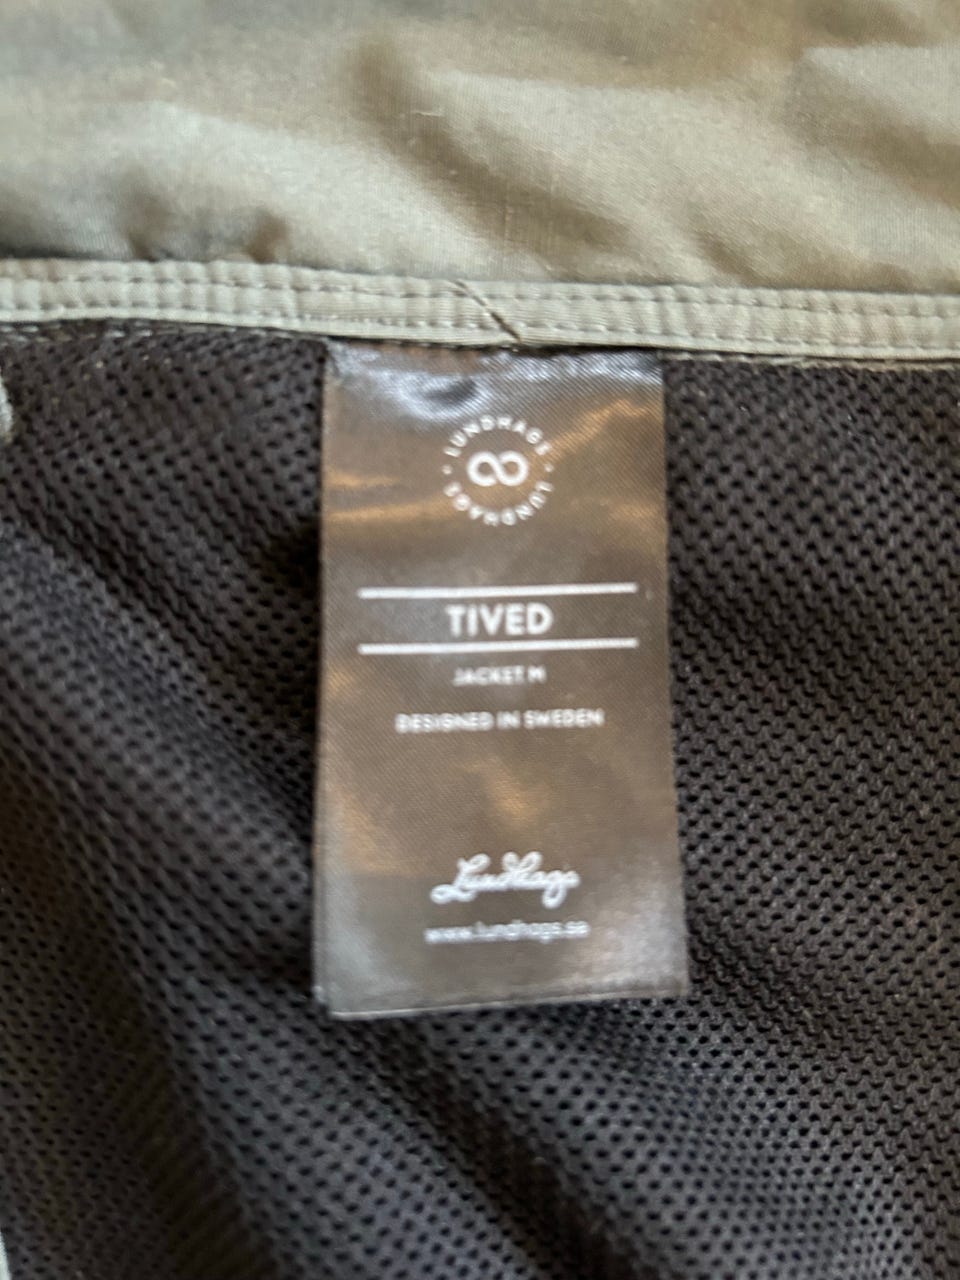 LUNDHAGS · LUNDHAGS ·
TIVED
JACKET M
DESIGNED IN SWEDEN
Lundhags
www.lundhags.se